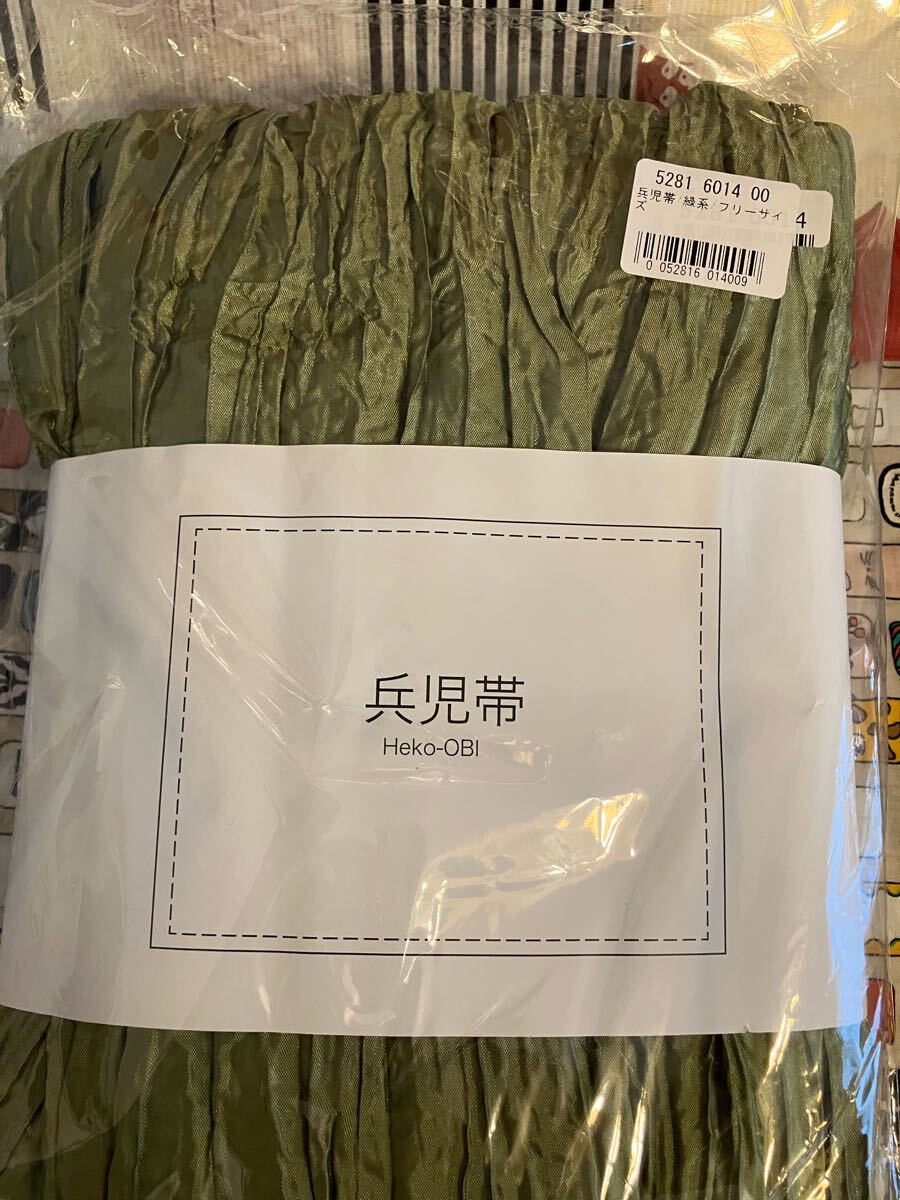 5281 6014 00
兵児帯/緑系/フリーサイ
ズ
4
0 052816 014009
兵児帯
Heko-OBI